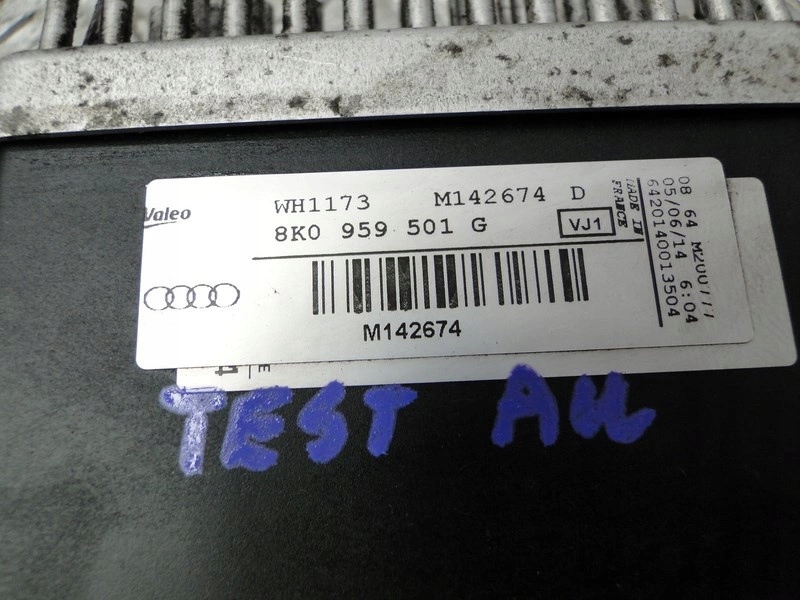 Valeo
WH1173 M142674 D
8K0 959 501 G VJ1
MADE IN
FRANCE
M142674
08 64
05/06/14 6:04
6420140013504
TEST AU